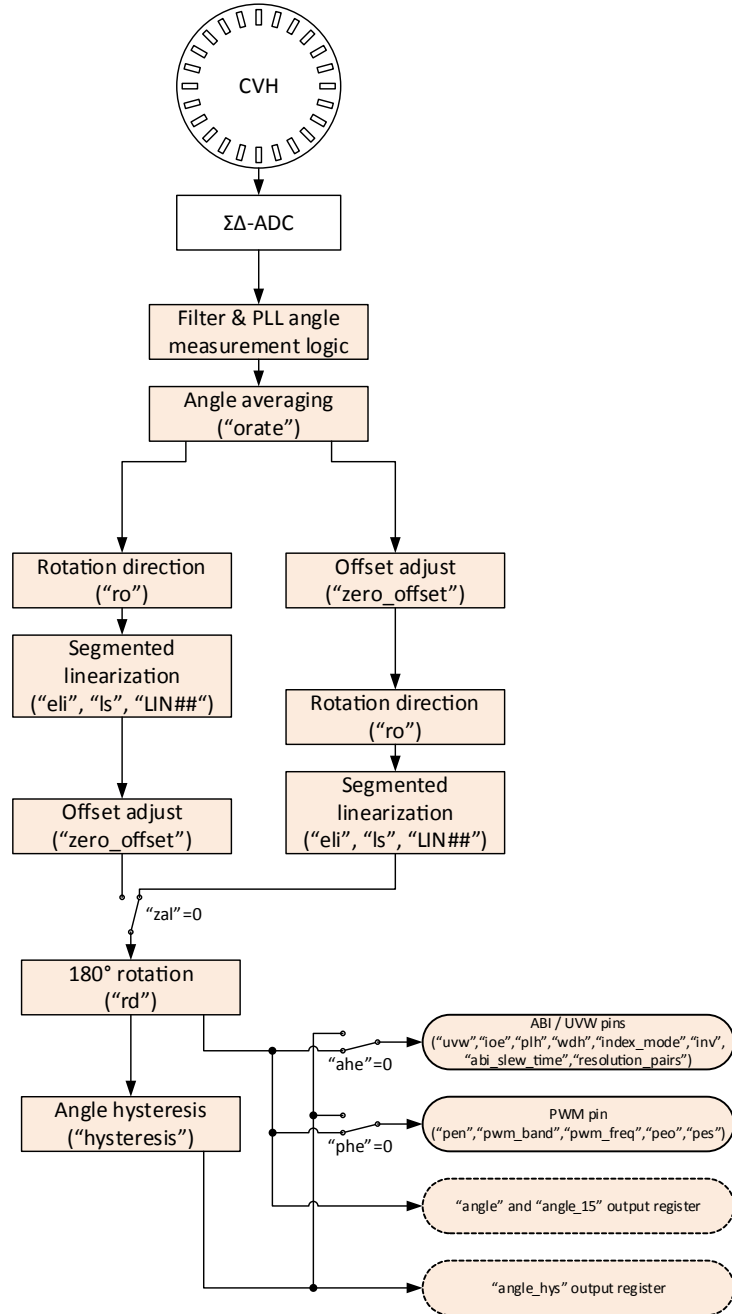 CVH
ΣΔ-ADC
Filter & PLL angle
measurement logic
Angle averaging
(“orate”)
Rotation direction
(“ro”)
Segmented
linearization
(“eli”, “ls”, “LIN##“)
Offset adjust
(“zero_offset”)
Offset adjust
(“zero_offset”)
Rotation direction
(“ro”)
Segmented
linearization
(“eli”, “ls”, “LIN##”)
“zal”=0
180° rotation
(“rd”)
Angle hysteresis
(“hysteresis”)
“ahe”=0
ABI / UVW pins
(“uvw”,“ioe”,”plh”,”wdh”,”index_mode”,”inv”,
“abi_slew_time”,”resolution_pairs”)
“phe”=0
PWM pin
(“pen”,“pwm_band”,”pwm_freq”,”peo”,”pes”)
“angle” and “angle_15” output register
“angle_hys” output register